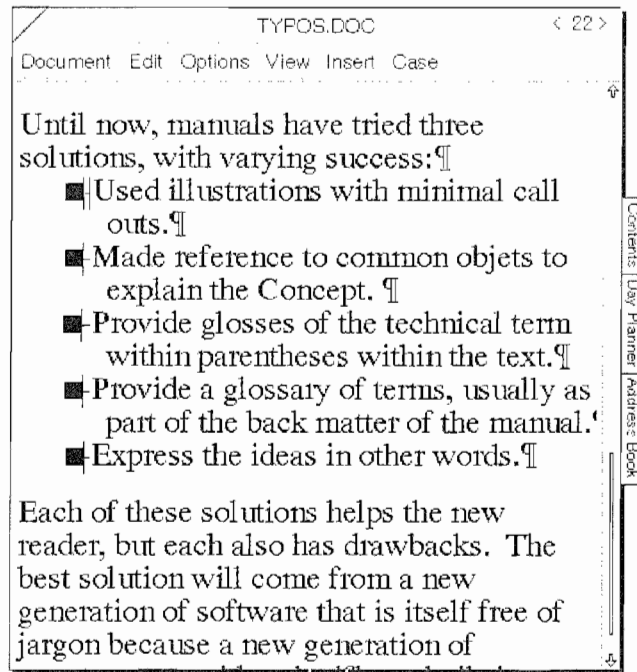 TYPOS.DOC < 22 >
Document Edit Options View Insert Case
Until now, manuals have tried three
solutions, with varying success:¶
Used illustrations with minimal call
outs.¶
Made reference to common objets to
explain the Concept. ¶
Provide glosses of the technical term
within parentheses within the text.¶
Provide a glossary of terms, usually as
part of the back matter of the manual.
Express the ideas in other words.¶
Each of these solutions helps the new
reader, but each also has drawbacks. The
best solution will come from a new
generation of software that is itself free of
jargon because a new generation of
Contents
Day Planner
Address Book